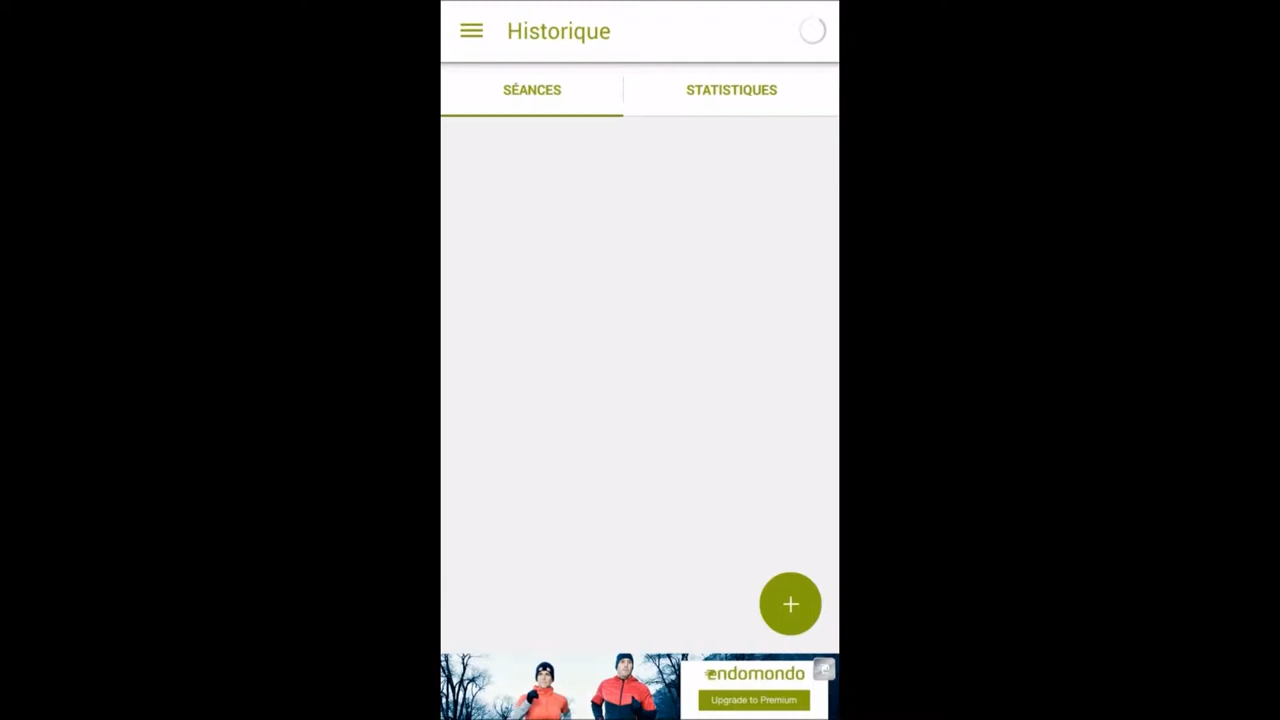 Historique
SÉANCES
STATISTIQUES
+
endomondo
Upgrade to Premium